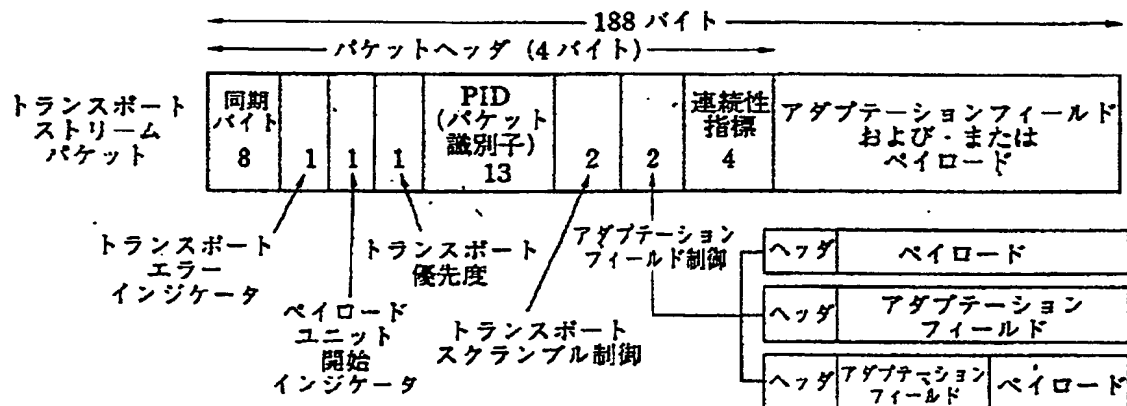 188 バイト
パケットヘッダ (4 バイト)
トランスポート
ストリーム
パケット
同期
バイト
8
1
1
1
PID
(パケット
識別子)
13
2
2
連続性
指標
4
アダプテーションフィールド
および・または
ペイロード
トランスポート
エラー
インジケータ
ペイロード
ユニット
開始
インジケータ
トランスポート
優先度
トランスポート
スクランブル制御
アダプテーション
フィールド制御
ヘッダ
ペイロード
ヘッダ
アダプテーション
フィールド
ヘッダ
アダプテーション
フィールド
ペイロード